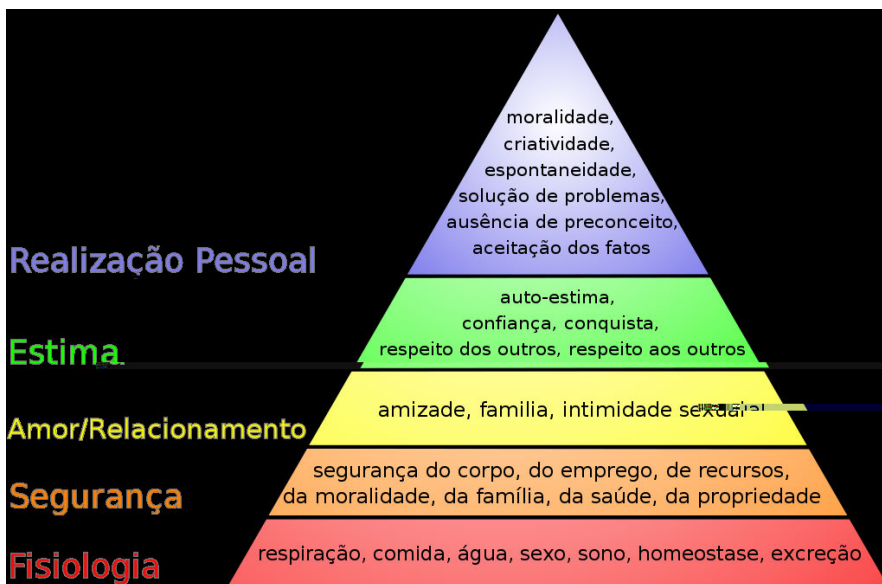 moralidade,
criatividade,
espontaneidade,
solução de problemas,
ausência de preconceito,
aceitação dos fatos
Realização Pessoal
auto-estima,
confiança, conquista,
respeito dos outros, respeito aos outros
Estima
amizade, familia, intimidade sexual
Amor/Relacionamento
segurança do corpo, do emprego, de recursos,
da moralidade, da família, da saúde, da propriedade
Segurança
respiração, comida, água, sexo, sono, homeostase, excreção
Fisiologia